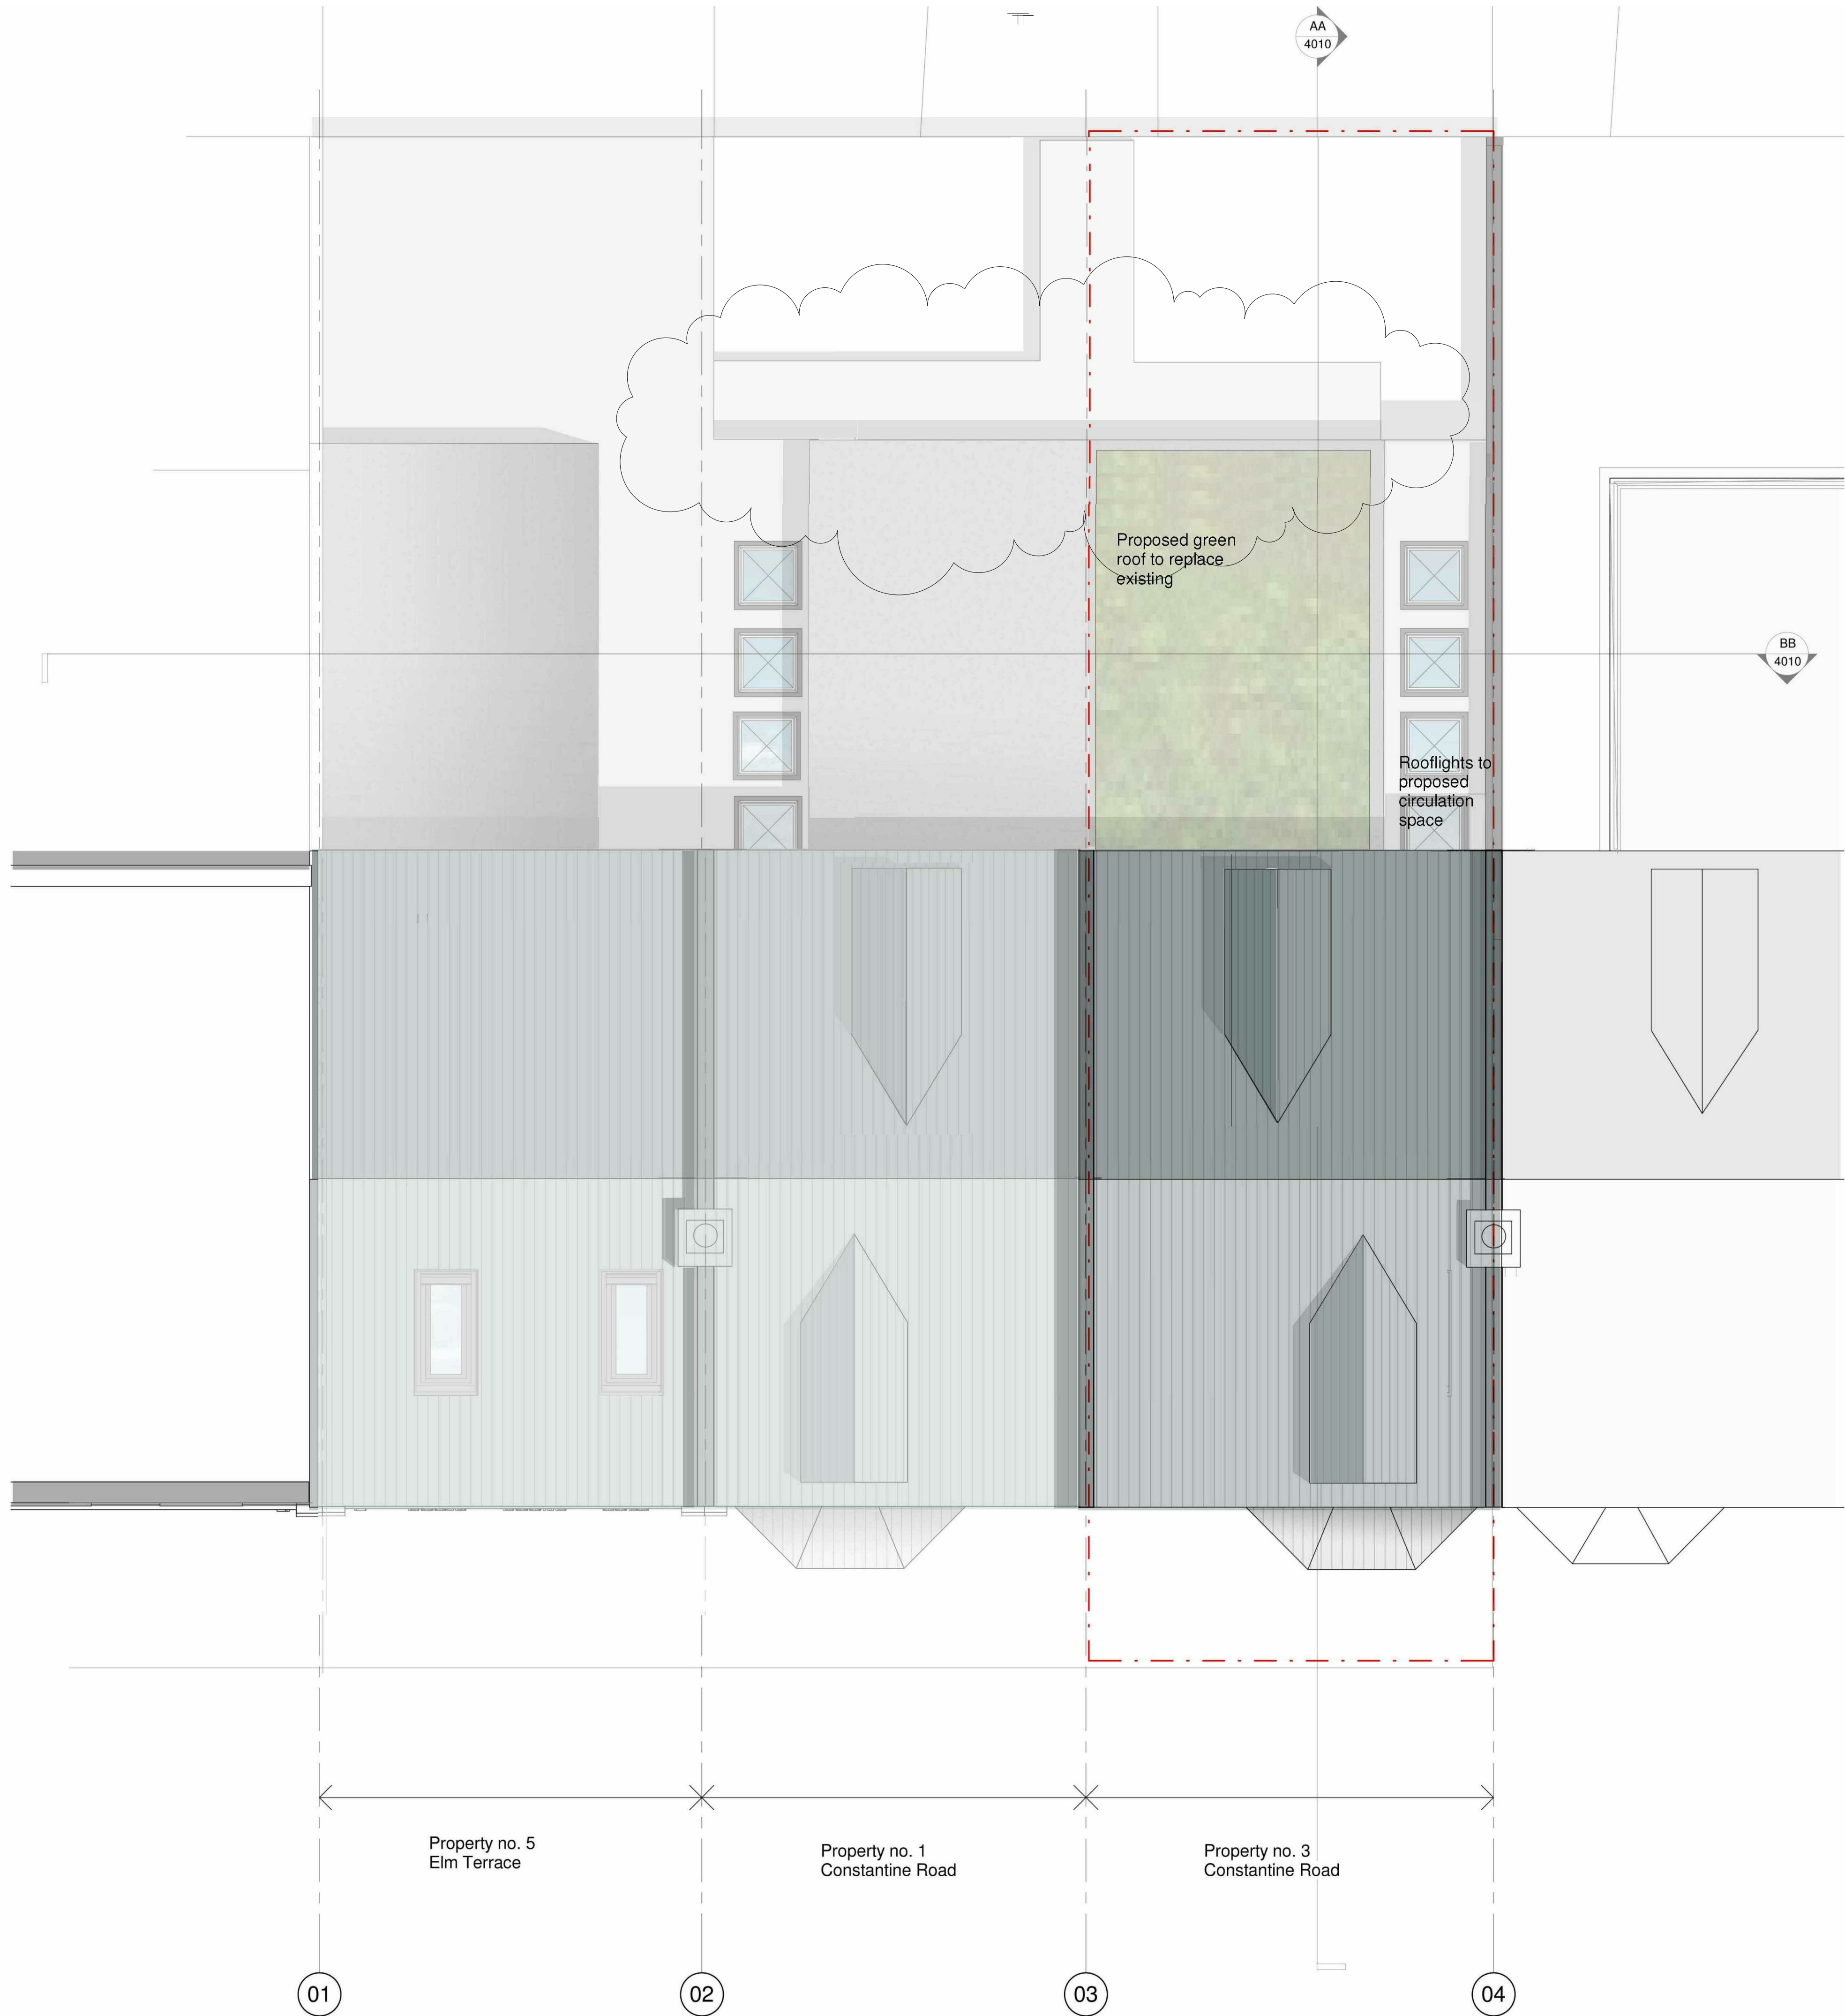 AA
4010
Proposed green
roof to replace
existing
BB
4010
Rooflights to
proposed
circulation
space
Property no. 5
Elm Terrace
Property no. 1
Constantine Road
Property no. 3
Constantine Road
01
02
03
04